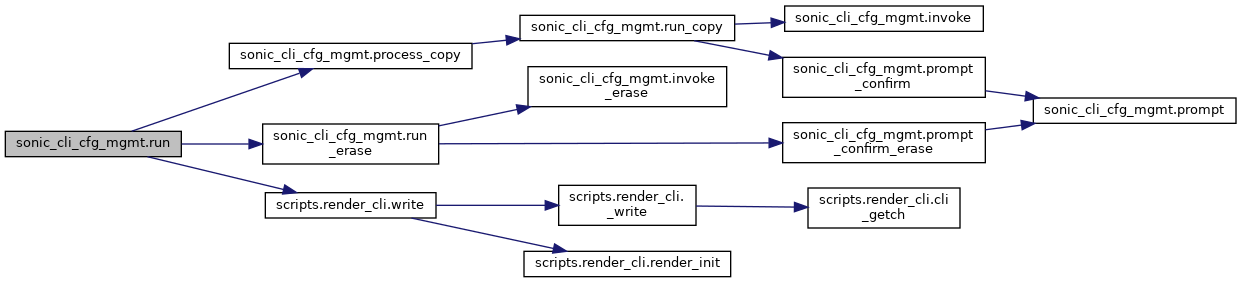 sonic_cli_cfg_mgmt.run
sonic_cli_cfg_mgmt.process_copy
sonic_cli_cfg_mgmt.run_copy
sonic_cli_cfg_mgmt.invoke
sonic_cli_cfg_mgmt.prompt
_confirm
sonic_cli_cfg_mgmt.prompt
sonic_cli_cfg_mgmt.run
_erase
sonic_cli_cfg_mgmt.invoke
_erase
sonic_cli_cfg_mgmt.prompt
_confirm_erase
scripts.render_cli.write
scripts.render_cli.
_write
scripts.render_cli.cli
_getch
scripts.render_cli.render_init